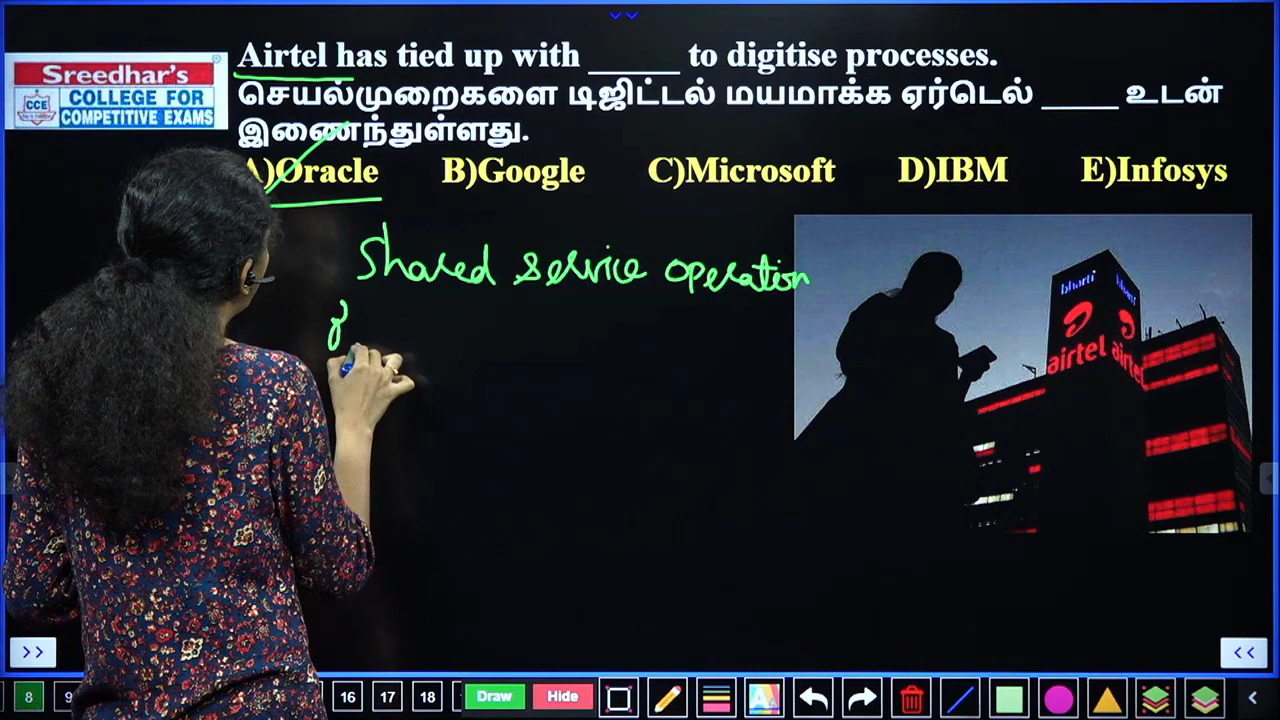 Airtel has tied up with _____ to digitise processes.
Sreedhar's
CCE
COLLEGE FOR
COMPETITIVE EXAMS
செயல்முறைகளை டிஜிட்டல் மயமாக்க ஏர்டெல் _____ உடன்
இணைந்துள்ளது.
A)Oracle B)Google C)Microsoft D)IBM E)Infosys
Shared service operation
bharti bharti
airtel airtel
>> <<
8 9 16 17 18 Draw Hide